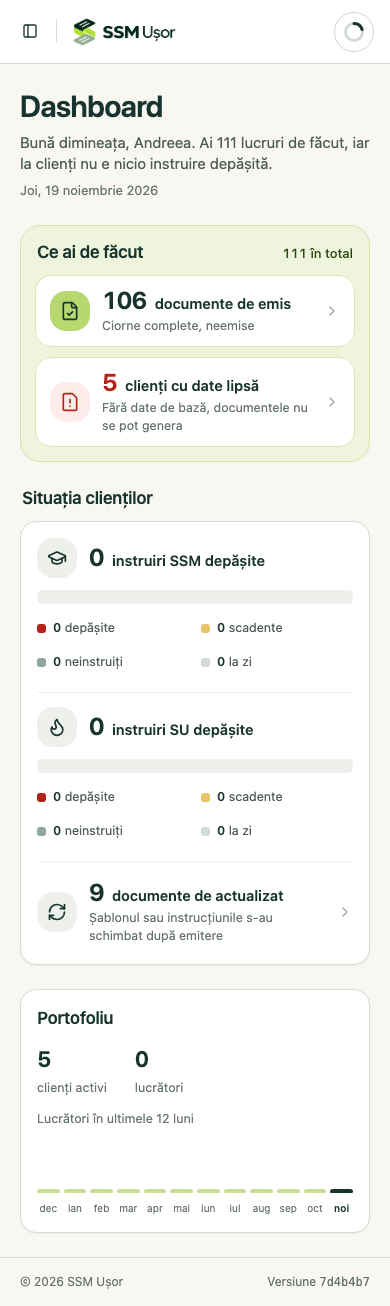 SSM Ușor
Dashboard
Bună dimineața, Andreea. Ai 111 lucruri de făcut, iar
la clienți nu e nicio instruire depășită.
Joi, 19 noiembrie 2026
Ce ai de făcut
111 în total
106 documente de emis
Ciorne complete, neemise
5 clienți cu date lipsă
Fără date de bază, documentele nu
se pot genera
Situația clienților
0 instruiri SSM depășite
0 depășite
0 scadente
0 neinstruiți
0 la zi
0 instruiri SU depășite
0 depășite
0 scadente
0 neinstruiți
0 la zi
9 documente de actualizat
Șablonul sau instrucțiunile s-au
schimbat după emitere
Portofoliu
5
clienți activi
0
lucrători
Lucrători în ultimele 12 luni
dec ian feb mar apr mai iun iul aug sep oct noi
© 2026 SSM Ușor
Versiune 7d4b4b7